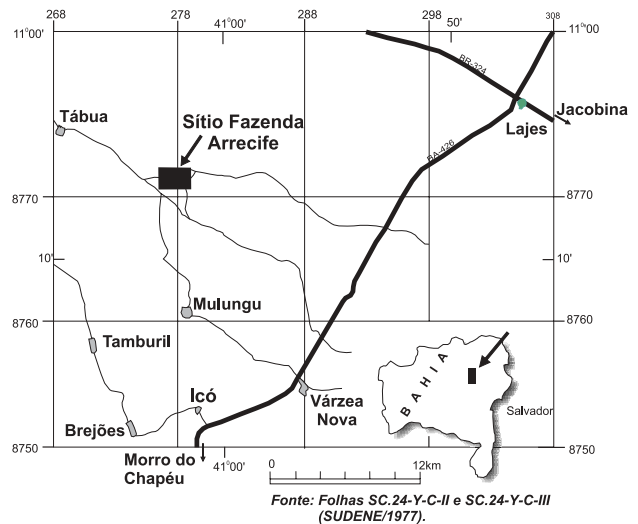 268 278 288 298 308
11°00' 41°00' 50' 11°00'
BR-324
Tábua
Sítio Fazenda
Arrecife
Jacobina
Lajes
BA-426
8770 8770
10' 10'
Mulungu
8760 8760
Tamburil
BAHIA
Içó
Várzea
Nova
Salvador
Brejões
8750 8750
Morro do
Chapéu
41°00' 0 12km
Fonte: Folhas SC.24-Y-C-II e SC.24-Y-C-III
(SUDENE/1977).